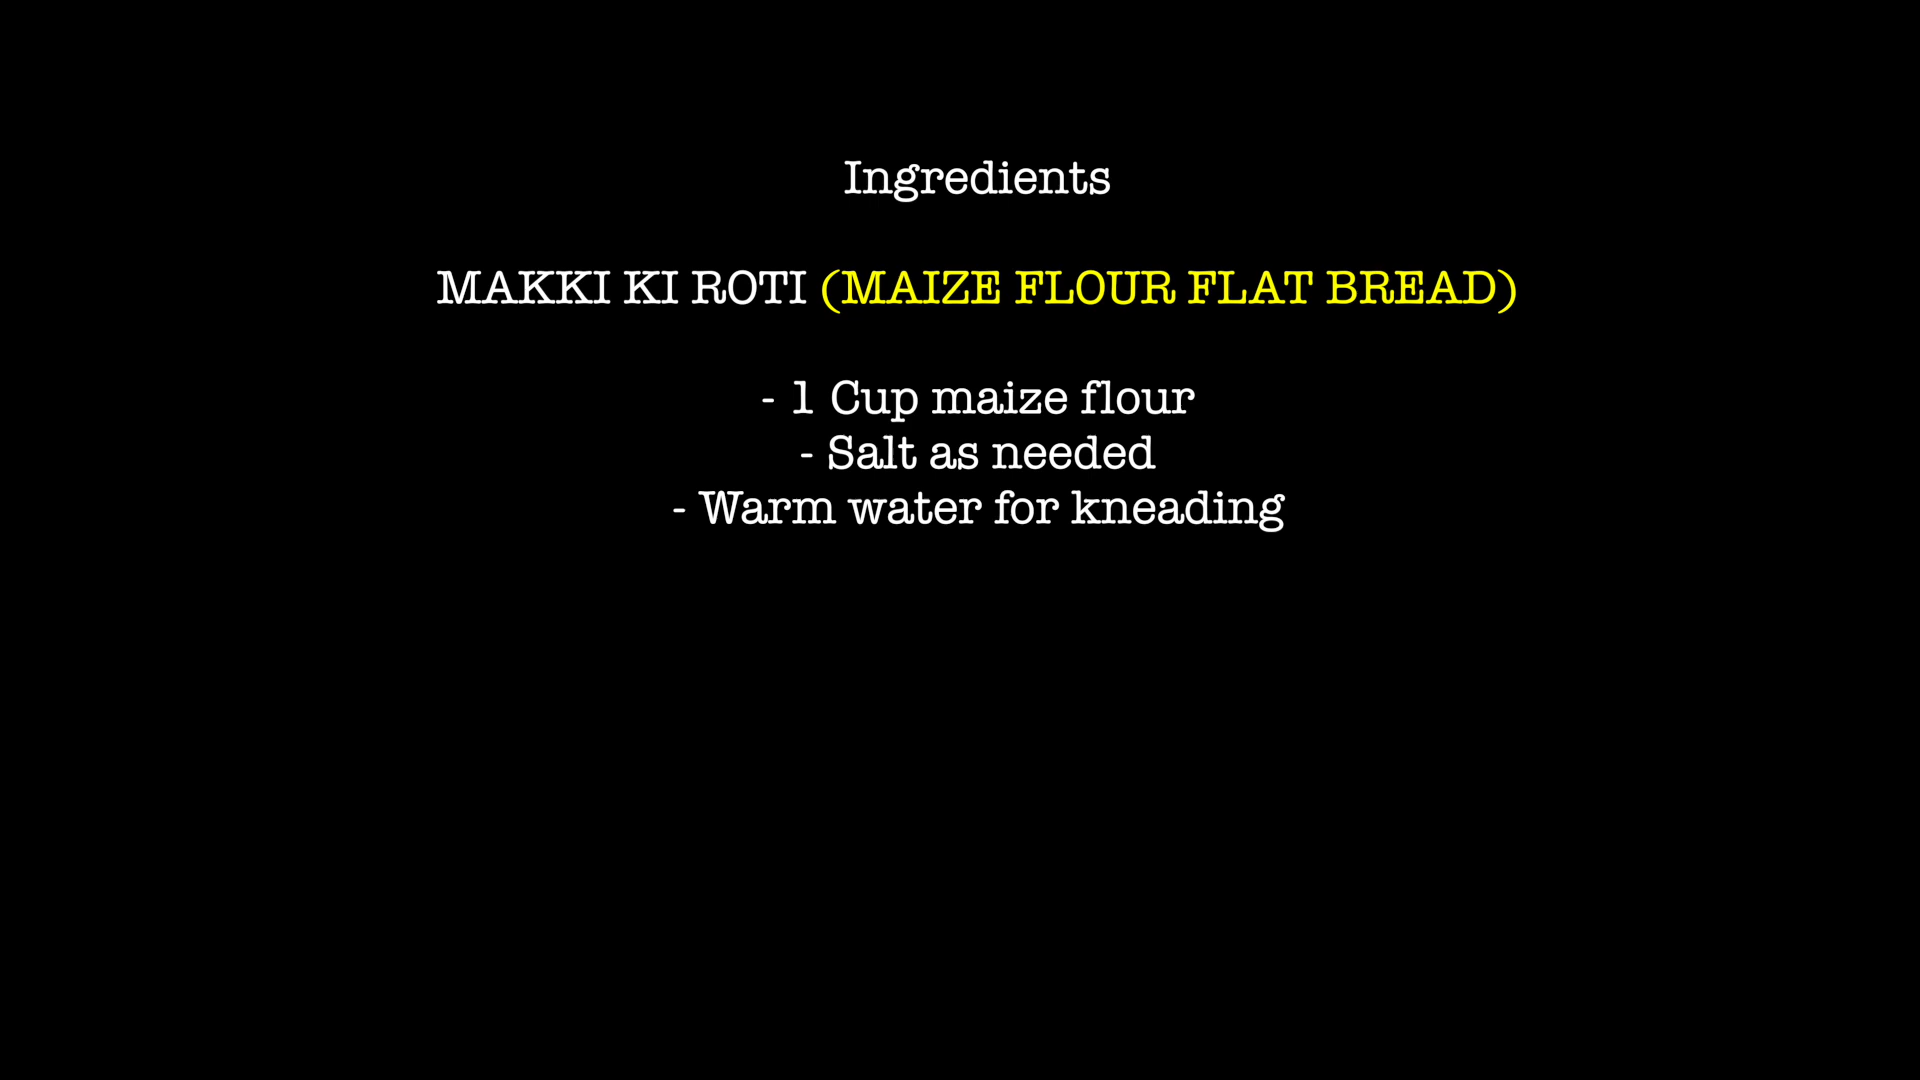 Ingredients
MAKKI KI ROTI (MAIZE FLOUR FLAT BREAD)
- 1 Cup maize flour
- Salt as needed
- Warm water for kneading